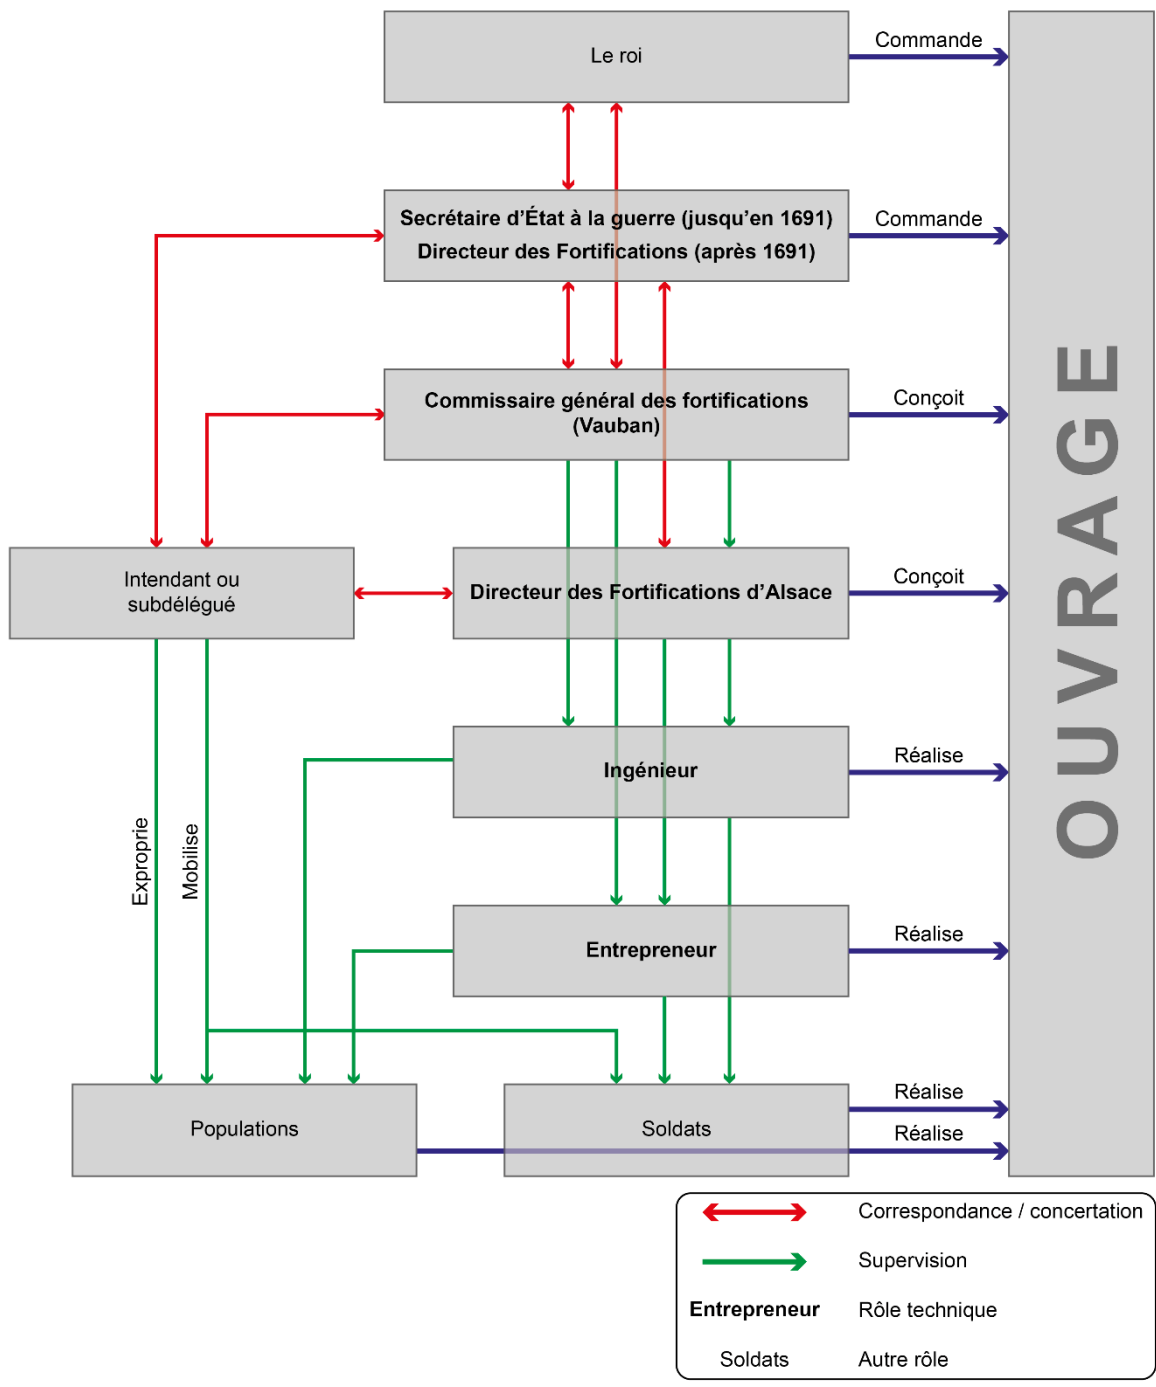 Le roi
Commande
Secrétaire d'État à la guerre (jusqu'en 1691)
Directeur des Fortifications (après 1691)
Commande
Commissaire général des fortifications
(Vauban)
Conçoit
Intendant ou
subdélégué
Directeur des Fortifications d'Alsace
Conçoit
Ingénieur
Réalise
Exproprie
Mobilise
Entrepreneur
Réalise
Populations
Soldats
Réalise
Réalise
OUVRAGE
Correspondance / concertation
Supervision
Entrepreneur Rôle technique
Soldats Autre rôle